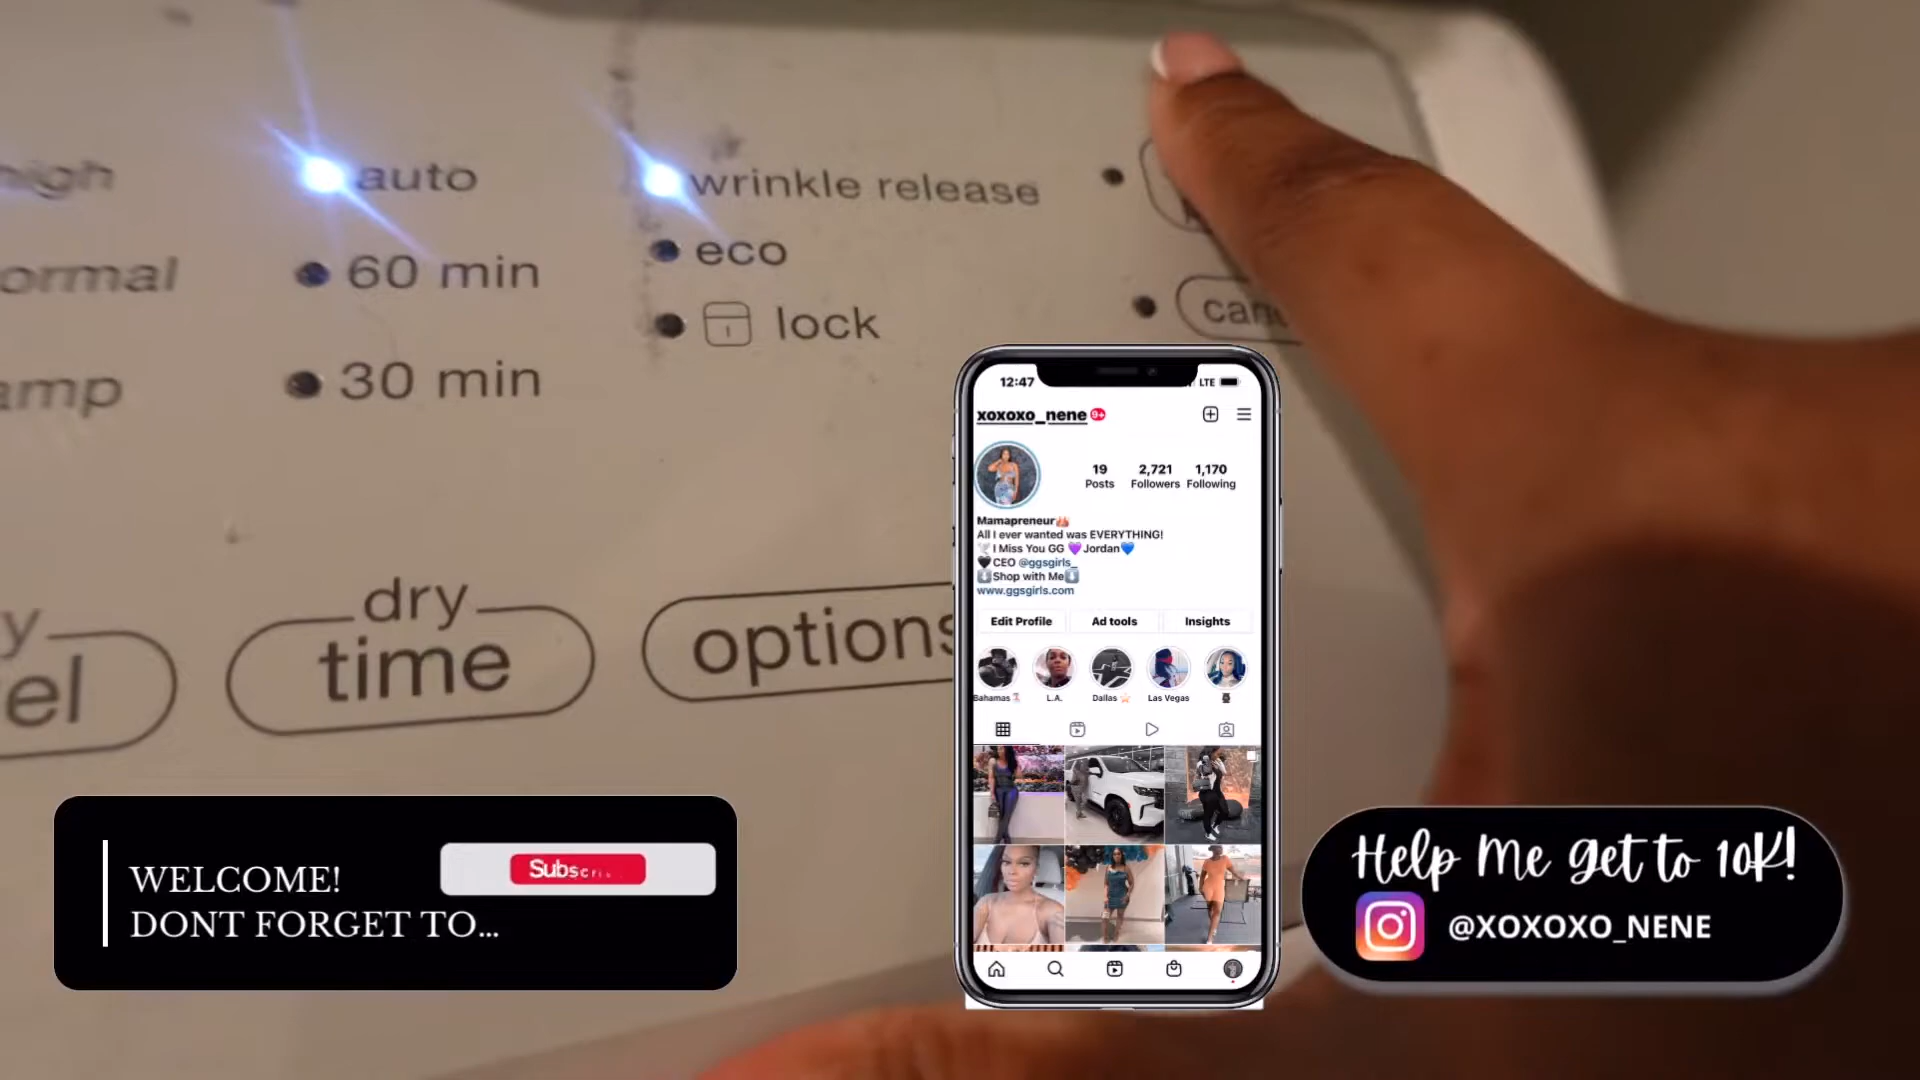 auto
wrinkle release
60 min
eco
lock
30 min
dry
time
options
12:47
LTE
xoxoxo_nene 9+
19
2,721
1,170
Posts
Followers
Following
Mamapreneur
All I ever wanted was EVERYTHING!
I Miss You GG 💜Jordan💙
🖤CEO @ggsgirls_
⬇️Shop with Me⬇️
www.ggsgirls.com
Edit Profile
Ad tools
Insights
Bahamas
L.A.
Dallas
Las Vegas
WELCOME!
DONT FORGET TO...
Help Me get to 10K!
@XOXOXO_NENE